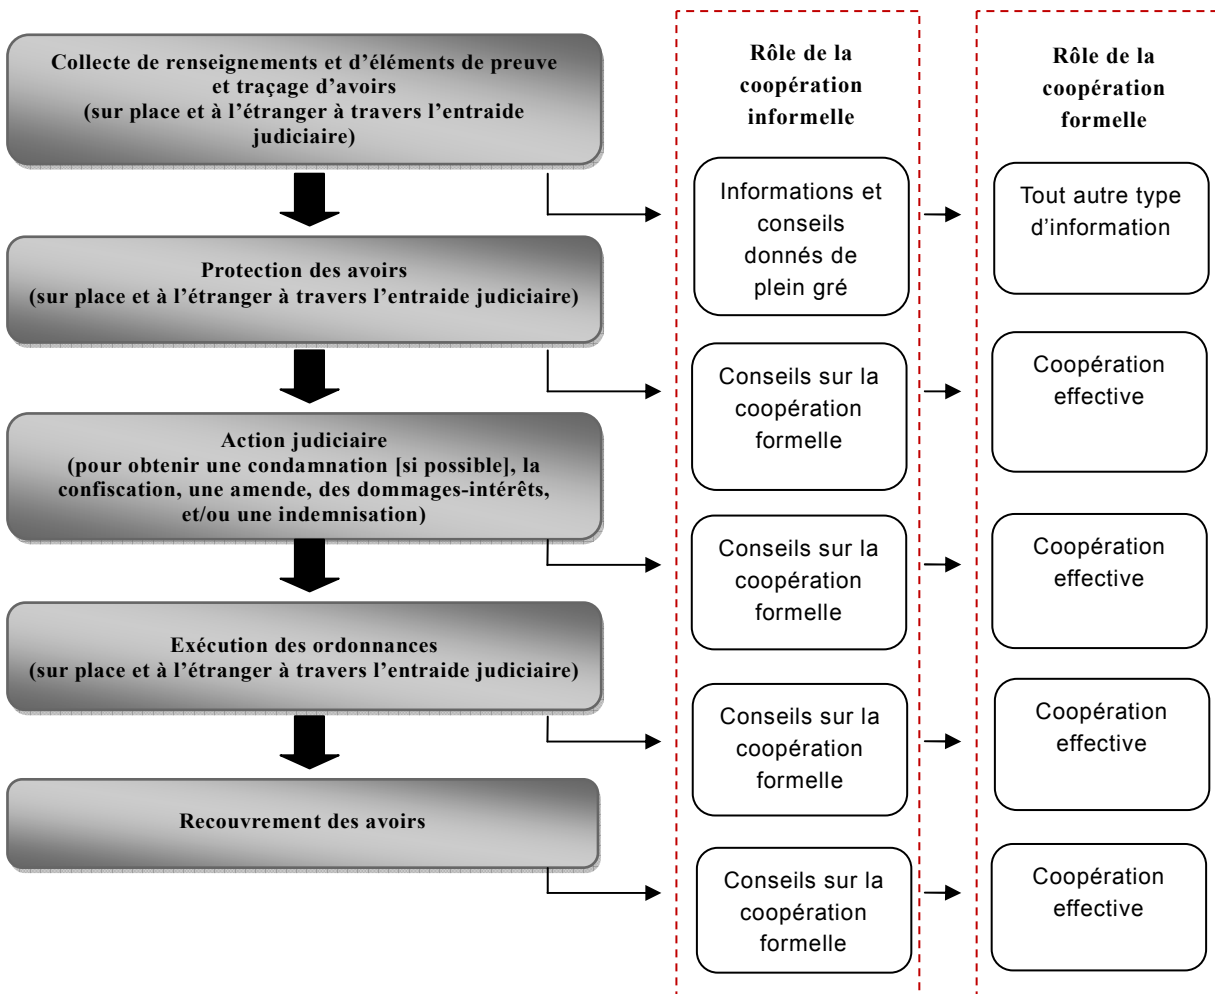 Collecte de renseignements et d'éléments de preuve
et traçage d'avoirs
(sur place et à l'étranger à travers l'entraide
judiciaire)
Protection des avoirs
(sur place et à l'étranger à travers l'entraide judiciaire)
Action judiciaire
(pour obtenir une condamnation [si possible], la
confiscation, une amende, des dommages-intérêts,
et/ou une indemnisation)
Exécution des ordonnances
(sur place et à l'étranger à travers l'entraide judiciaire)
Recouvrement des avoirs
Rôle de la
coopération
informelle
Informations et
conseils
donnés de
plein gré
Conseils sur la
coopération
formelle
Conseils sur la
coopération
formelle
Conseils sur la
coopération
formelle
Conseils sur la
coopération
formelle
Rôle de la
coopération
formelle
Tout autre type
d'information
Coopération
effective
Coopération
effective
Coopération
effective
Coopération
effective